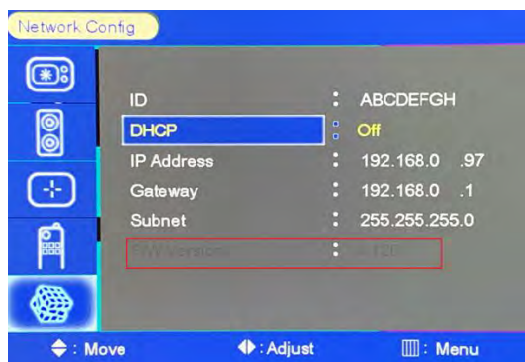 Network Config
ID : ABCDEFGH
DHCP : Off
IP Address : 192.168.0 .97
Gateway : 192.168.0 .1
Subnet : 255.255.255.0
: Move : Adjust : Menu